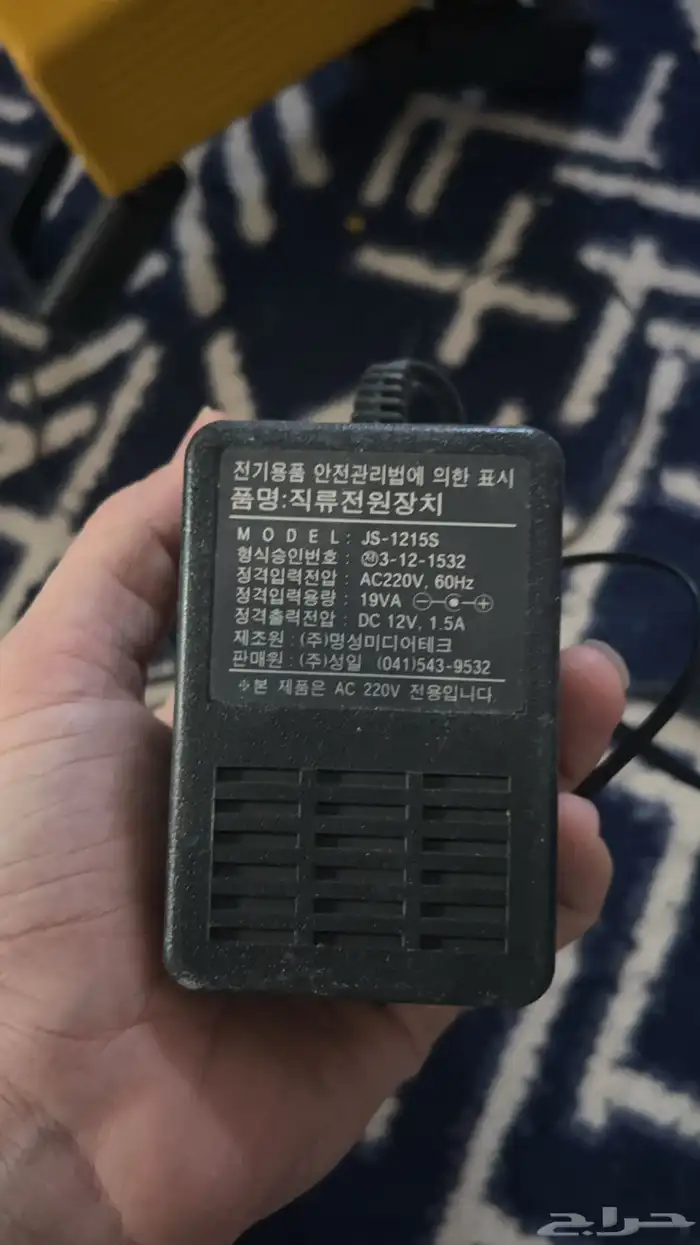 전기용품 안전관리법에 의한 표시
품명:직류전원장치
MODEL: JS-1215S
형식승인번호 : ㉠3-12-1532
정격입력전압 : AC220V, 60Hz
정격입력용량 : 19VA
정격출력전압 : DC 12V, 1.5A
제조원 : (주)명성미디어테크
판매원 : (주)성일 (041)543-9532
※본 제품은 AC 220V 전용입니다
حراج